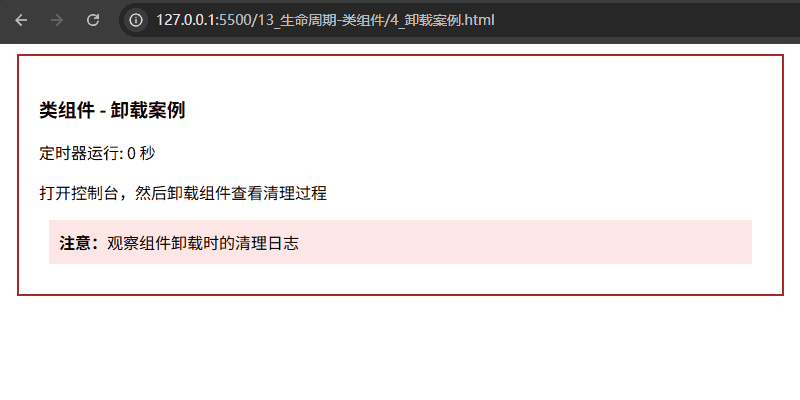 127.0.0.1:5500/13_生命周期-类组件/4_卸载案例.html
类组件 - 卸载案例
定时器运行: 0 秒
打开控制台，然后卸载组件查看清理过程
注意：观察组件卸载时的清理日志